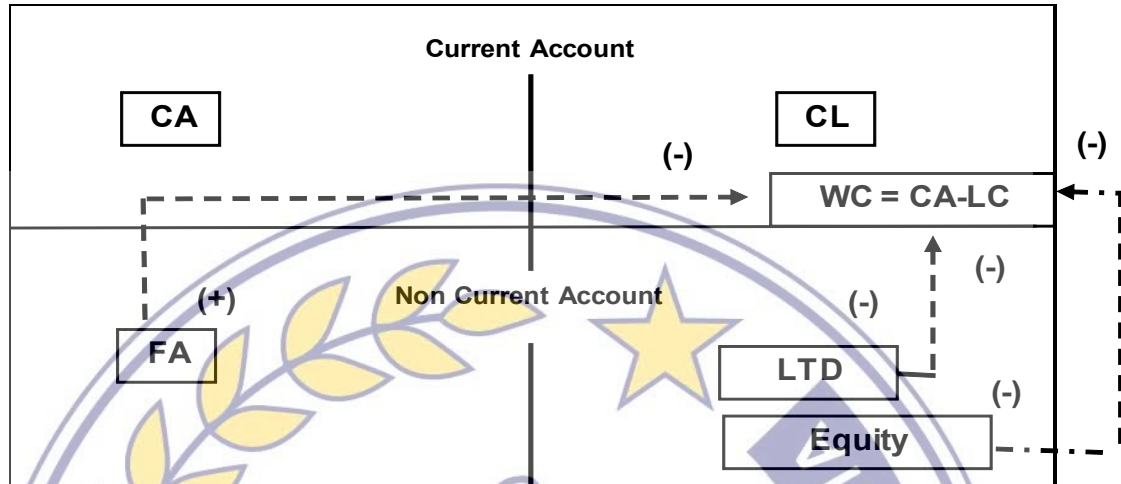 Current Account
CA
CL
(-)
(-)
WC = CA-LC
(-)
(+)
Non Current Account
(-)
FA
LTD
(-)
Equity